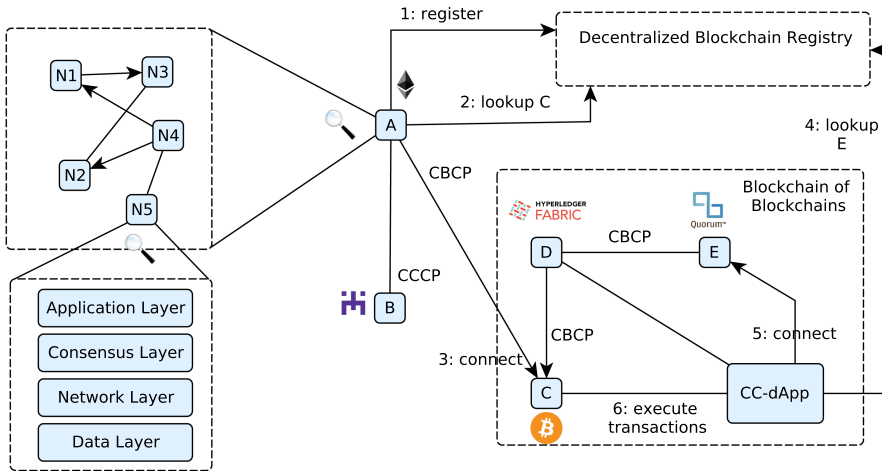 1: register
Decentralized Blockchain Registry
N1
N3
2: lookup C
A
N4
4: lookup
E
N2
CBCP
Blockchain of
Blockchains
N5
HYPERLEDGER
FABRIC
Quorum
D
CBCP
E
CCCP
Application Layer
B
CBCP
5: connect
Consensus Layer
3: connect
Network Layer
C
CC-dApp
6: execute
transactions
Data Layer